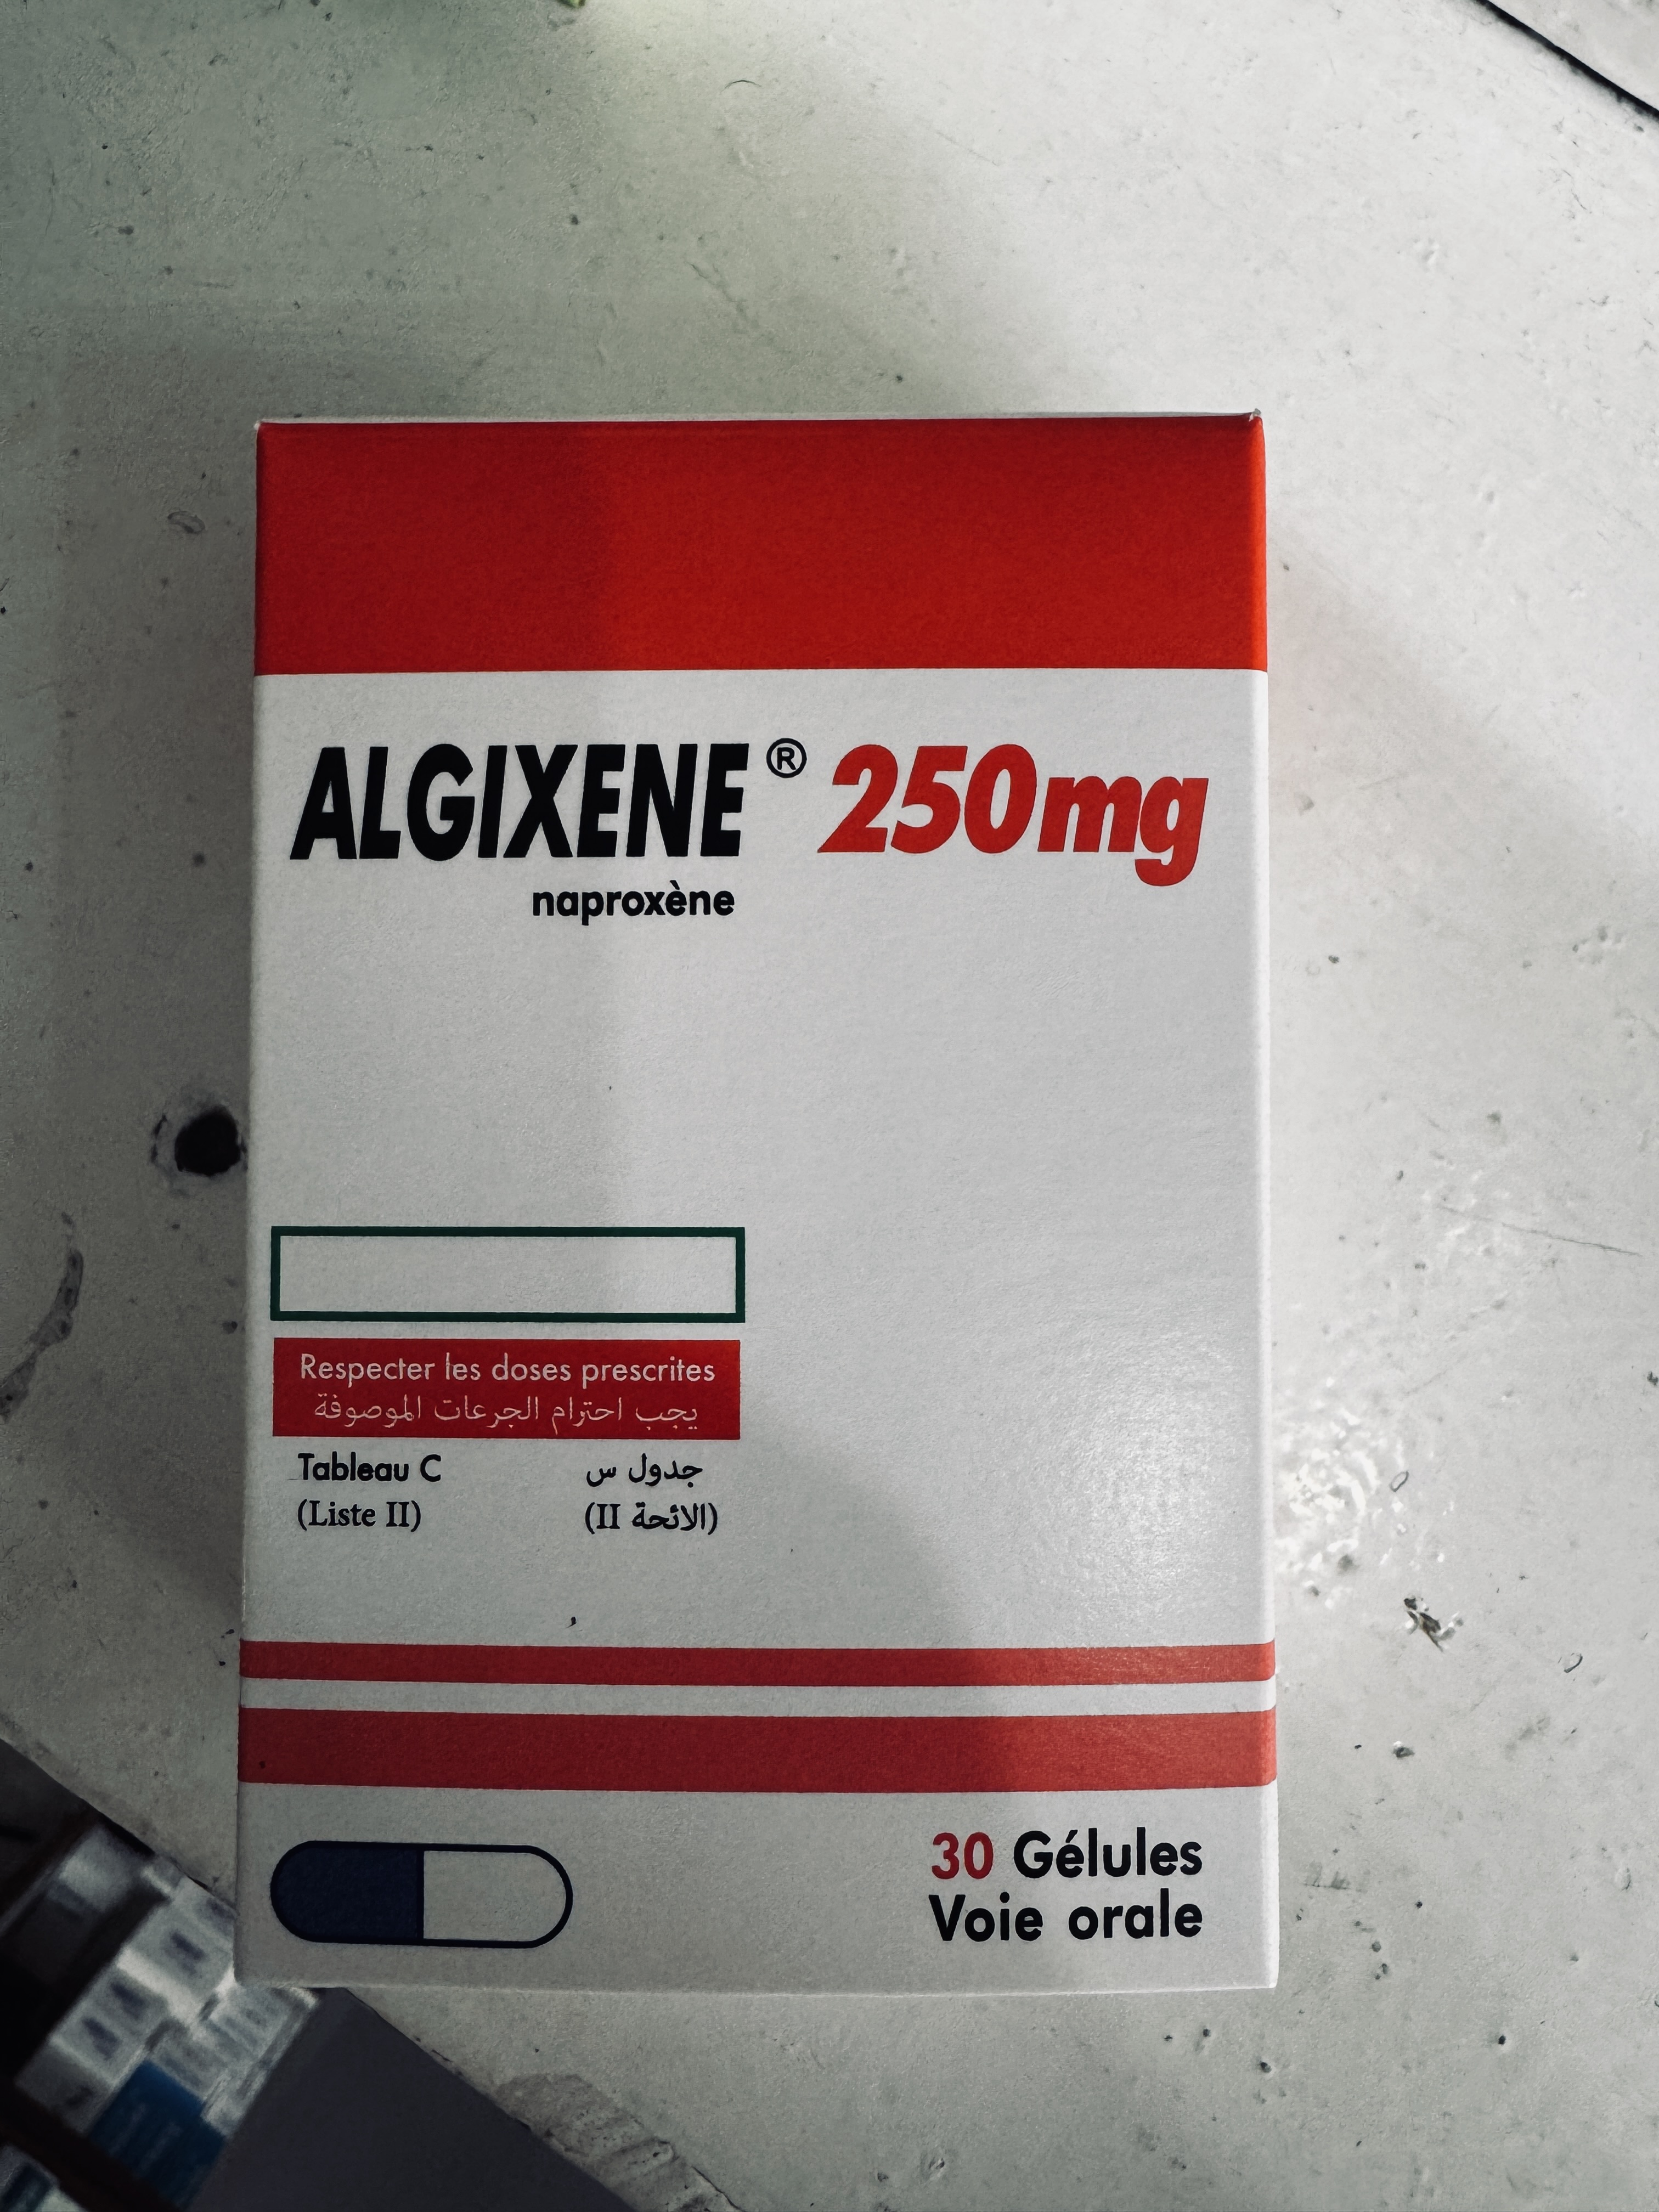 ALGIXENE® 250mg
naproxène
Respecter les doses prescrites
يجب احترام الجرعات الموصوفة
Tableau C جدول س
(Liste II) (الائحة II)
30 Gélules
Voie orale